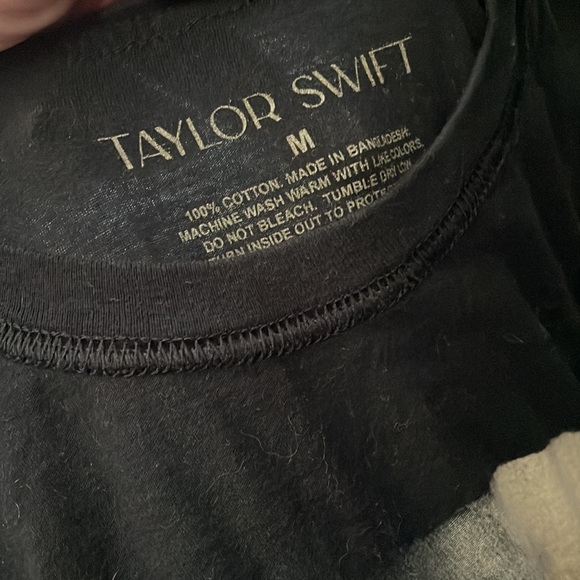 TAYLOR SWIFT
M
100% COTTON. MADE IN BANGLADESH.
MACHINE WASH WARM WITH LIKE COLORS.
DO NOT BLEACH. TUMBLE DRY LOW.
TURN INSIDE OUT TO PROTECT